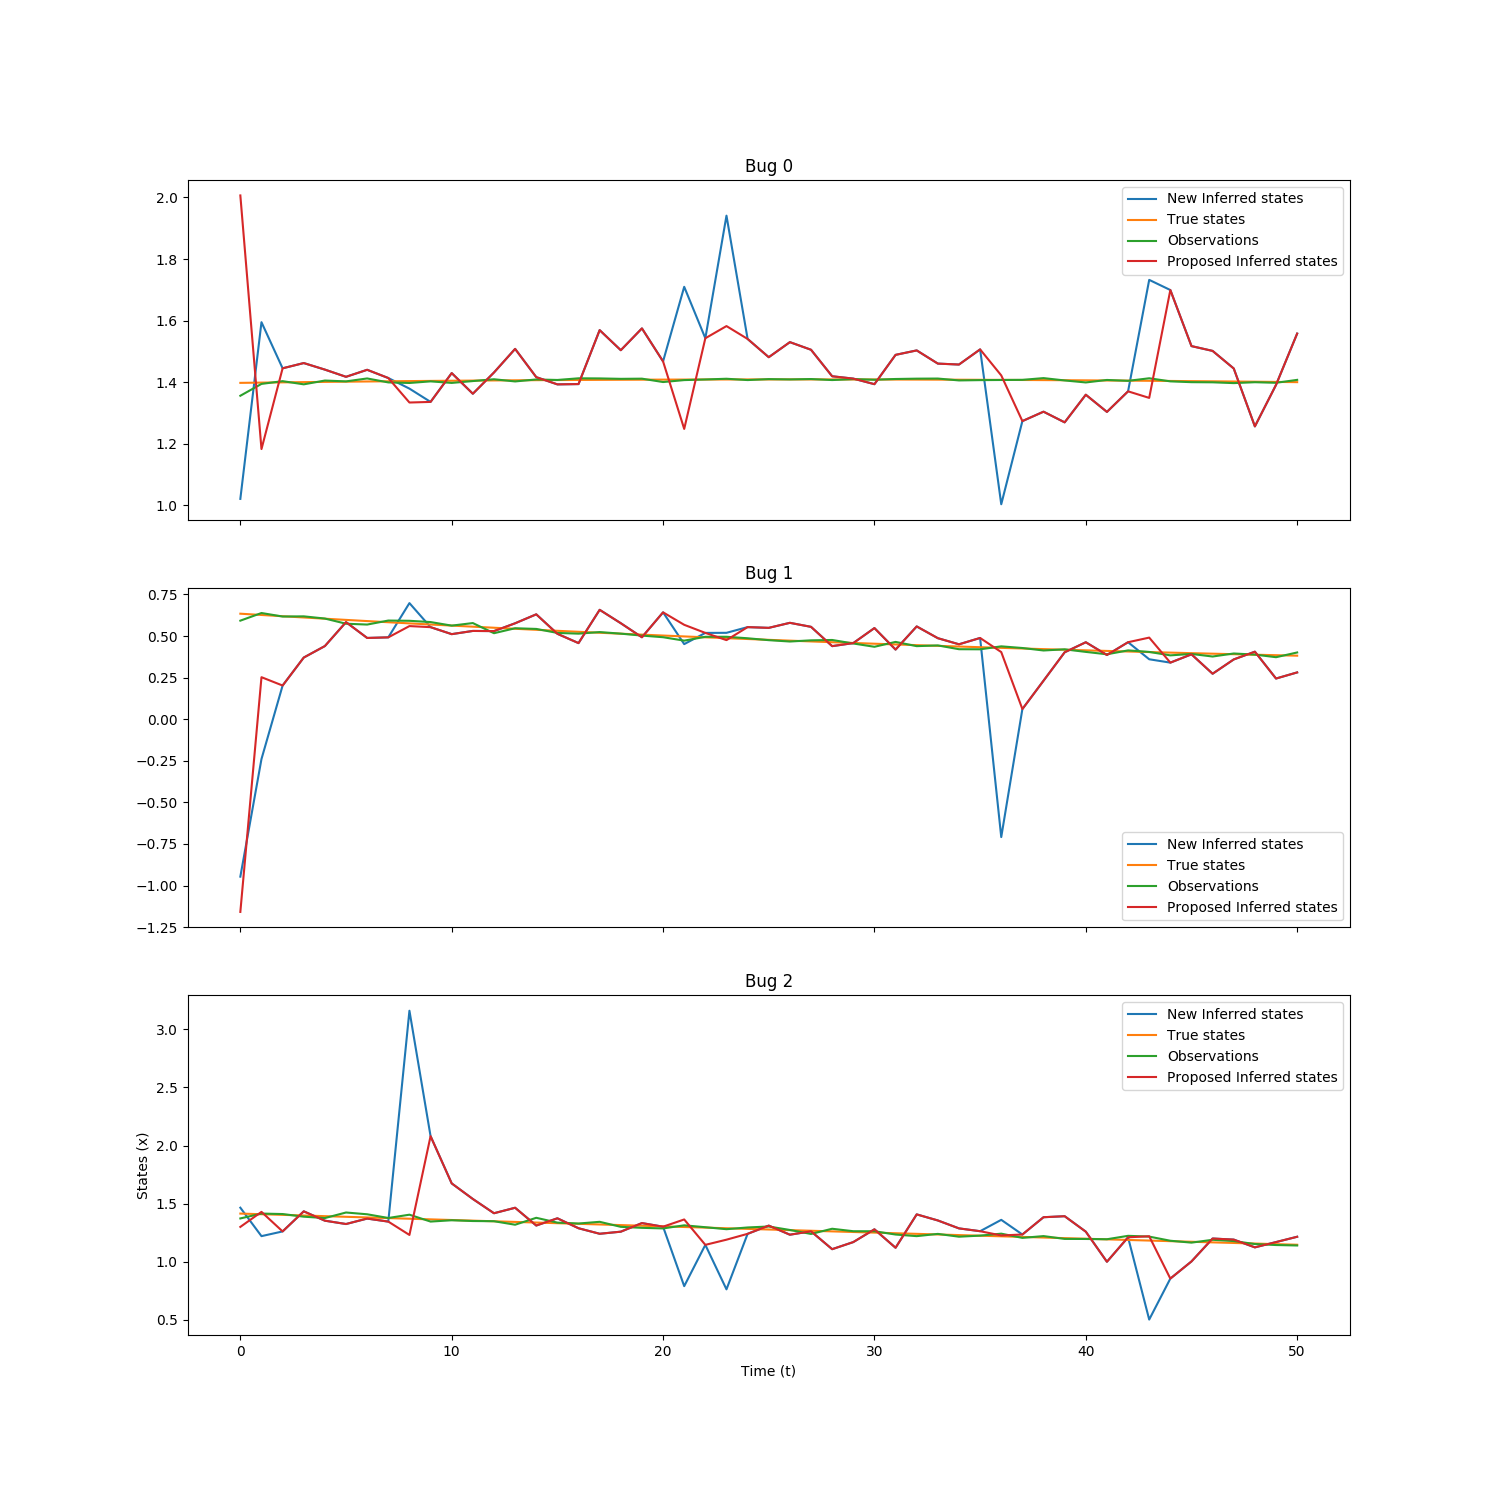 Bug 0
2.0
1.8
1.6
1.4
1.2
1.0
New Inferred states
True states
Observations
Proposed Inferred states
Bug 1
0.75
0.50
0.25
0.00
−0.25
−0.50
−0.75
−1.00
−1.25
New Inferred states
True states
Observations
Proposed Inferred states
Bug 2
3.0
2.5
2.0
1.5
1.0
0.5
States (x)
New Inferred states
True states
Observations
Proposed Inferred states
0 10 20 30 40 50
Time (t)